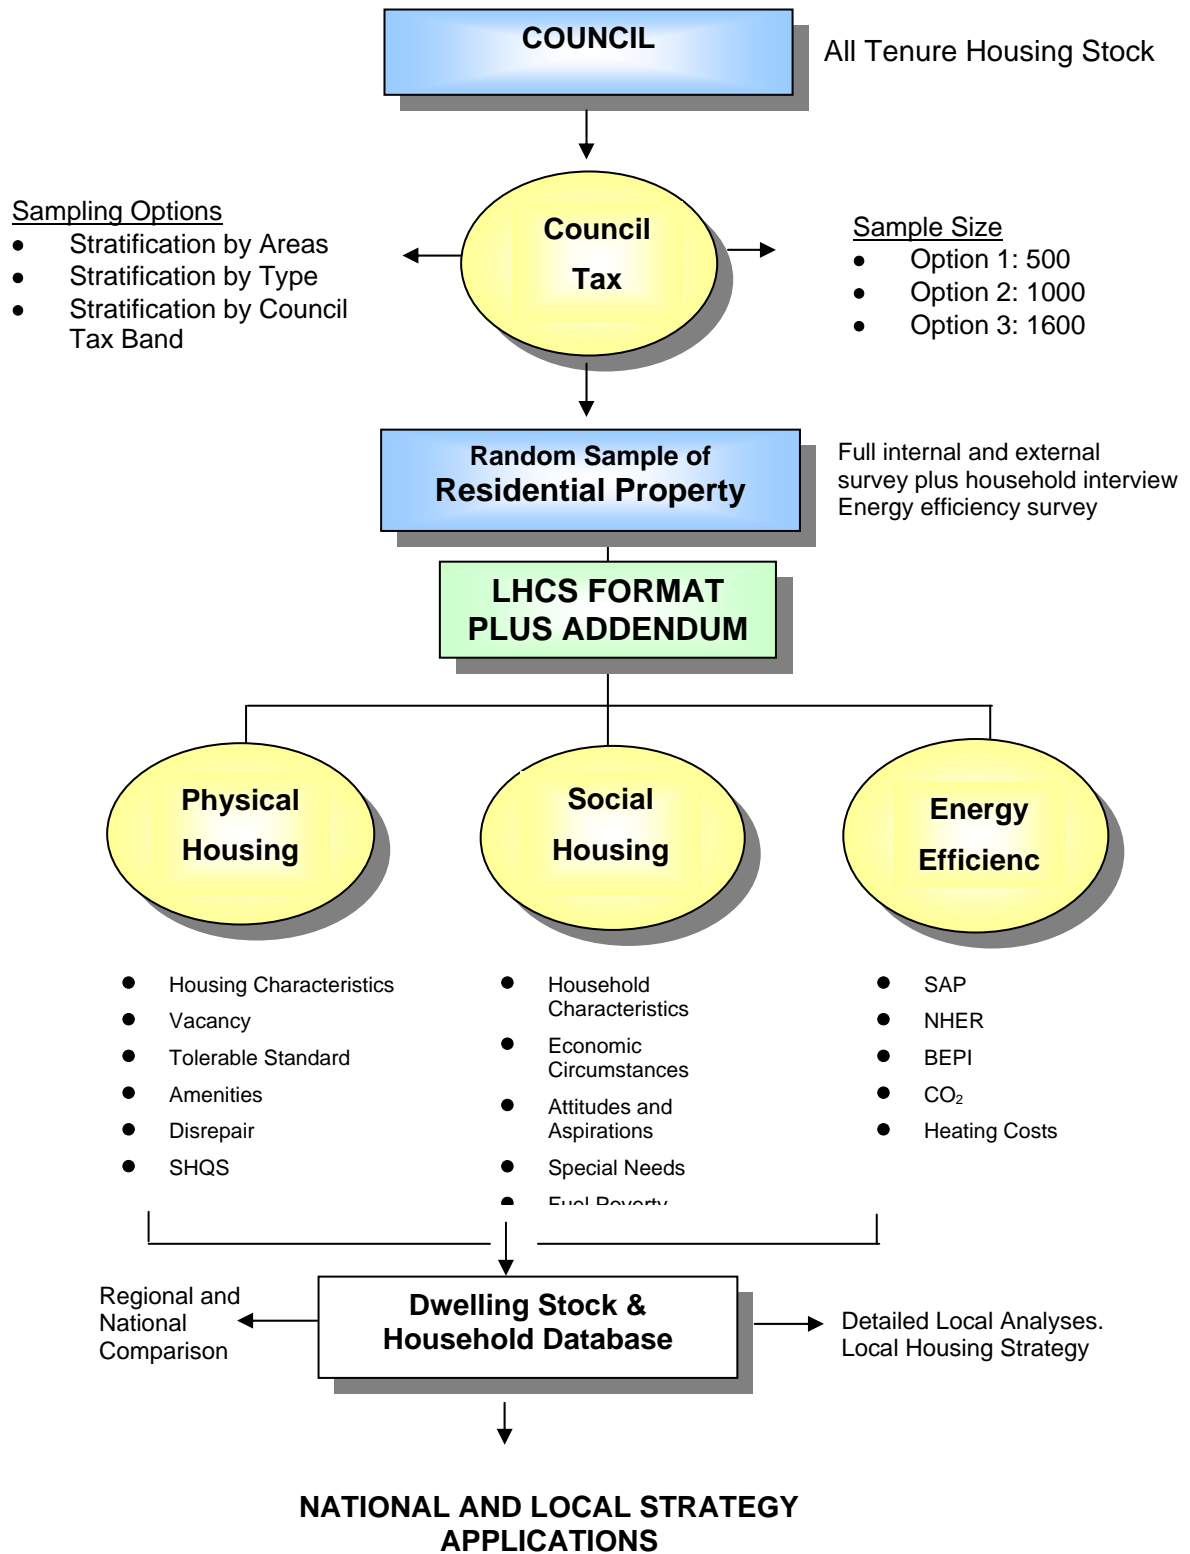 COUNCIL
All Tenure Housing Stock
Council
Tax
Sampling Options
• Stratification by Areas
• Stratification by Type
• Stratification by Council
Tax Band
Sample Size
• Option 1: 500
• Option 2: 1000
• Option 3: 1600
Random Sample of
Residential Property
Full internal and external
survey plus household interview
Energy efficiency survey
LHCS FORMAT
PLUS ADDENDUM
Physical
Housing
Social
Housing
Energy
Efficienc
• Housing Characteristics
• Vacancy
• Tolerable Standard
• Amenities
• Disrepair
• SHQS
• Household
Characteristics
• Economic
Circumstances
• Attitudes and
Aspirations
• Special Needs
• Fuel Poverty
• SAP
• NHER
• BEPI
• CO₂
• Heating Costs
Regional and
National
Comparison
Dwelling Stock &
Household Database
Detailed Local Analyses.
Local Housing Strategy
NATIONAL AND LOCAL STRATEGY
APPLICATIONS